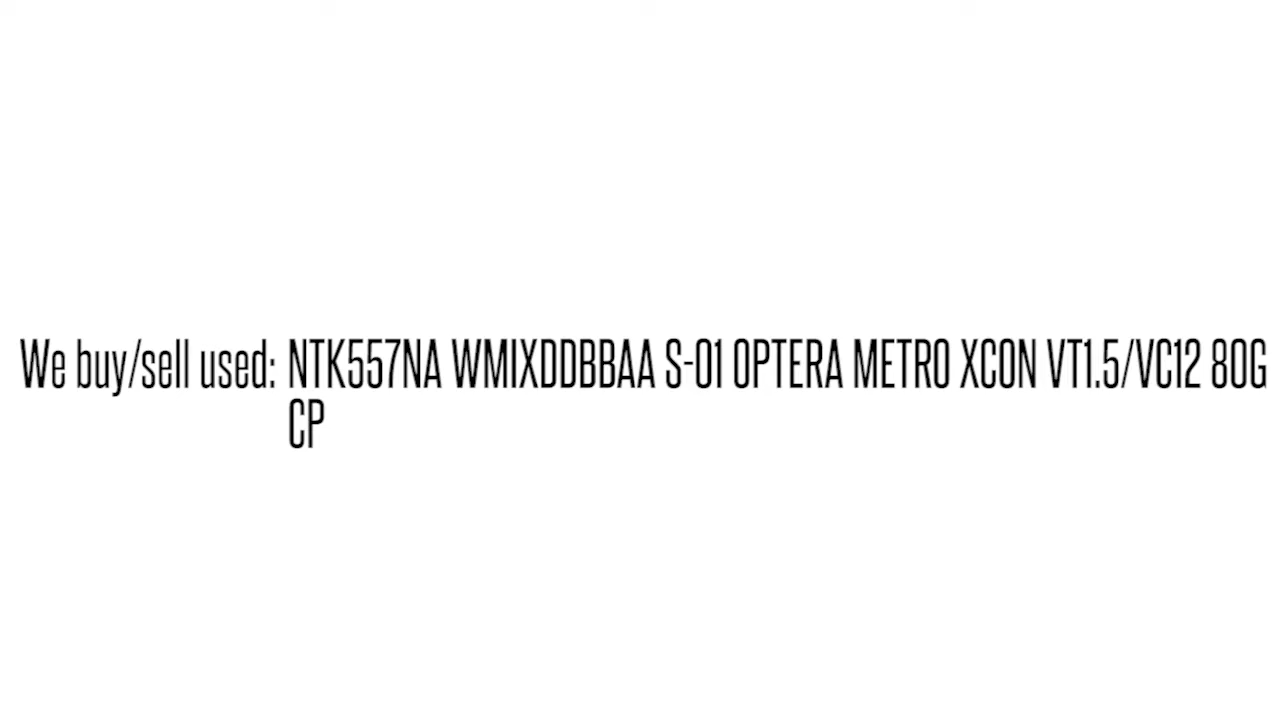 We buy/sell used: NTK557NA WMIXDDBBAA S-01 OPTERA METRO XCON VT1.5/VC12 80G
CP